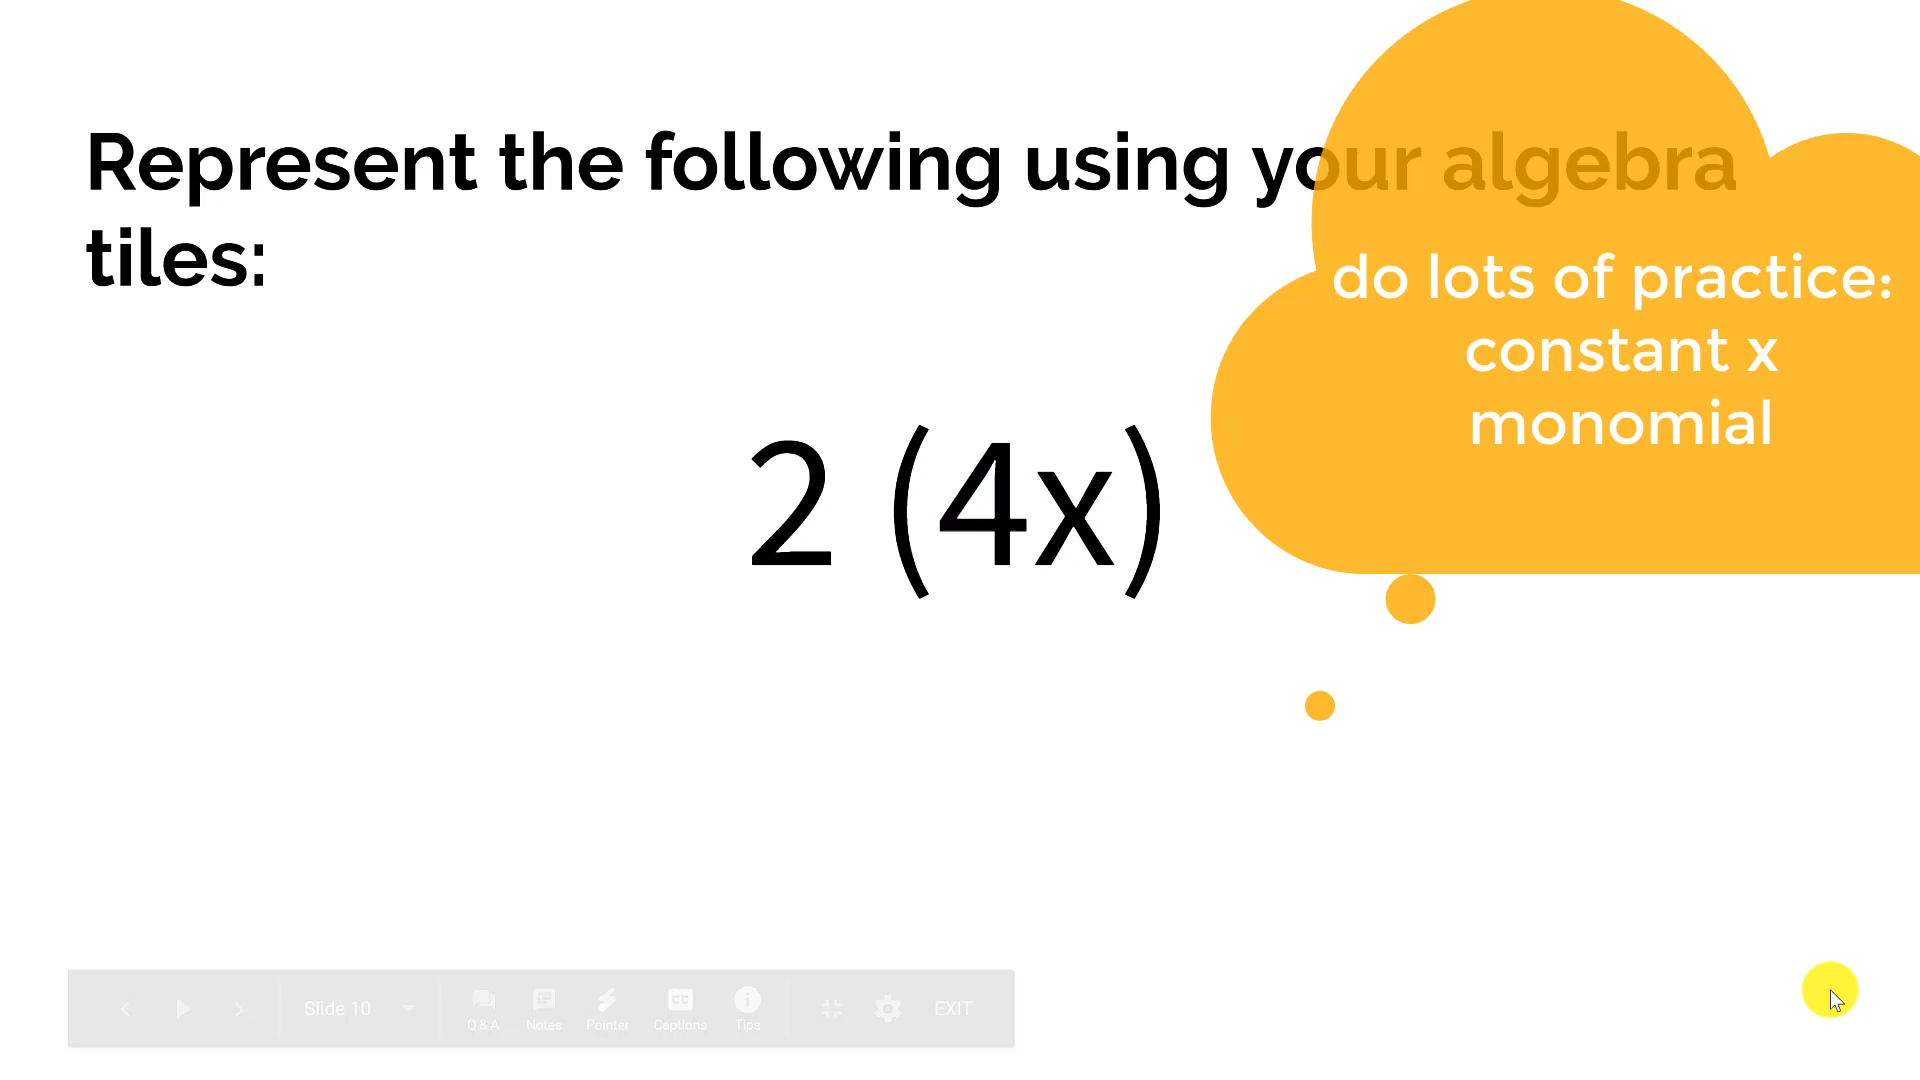 Represent the following using your algebra
tiles:
do lots of practice:
constant x
monomial
2 (4x)
Slide 10
Q & A
Notes
Pointer
CC
Captions
Tips
EXIT